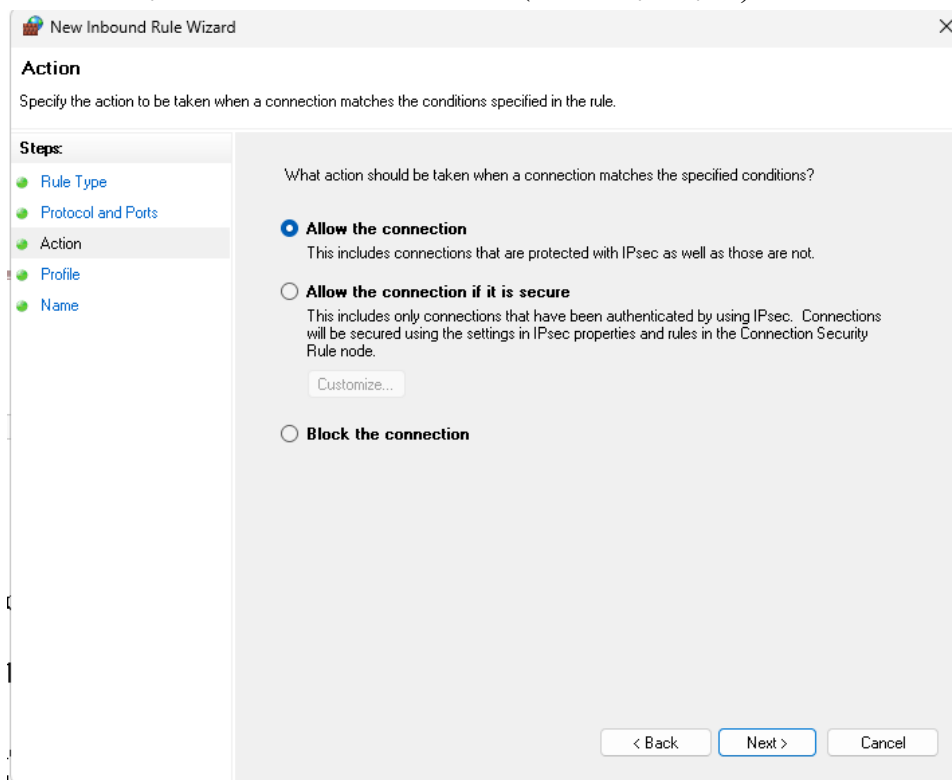 New Inbound Rule Wizard
Action
Specify the action to be taken when a connection matches the conditions specified in the rule.
Steps:
Rule Type
Protocol and Ports
Action
Profile
Name
What action should be taken when a connection matches the specified conditions?
Allow the connection
This includes connections that are protected with IPsec as well as those are not.
Allow the connection if it is secure
This includes only connections that have been authenticated by using IPsec. Connections
will be secured using the settings in IPsec properties and rules in the Connection Security
Rule node.
Customize...
Block the connection
< Back
Next >
Cancel